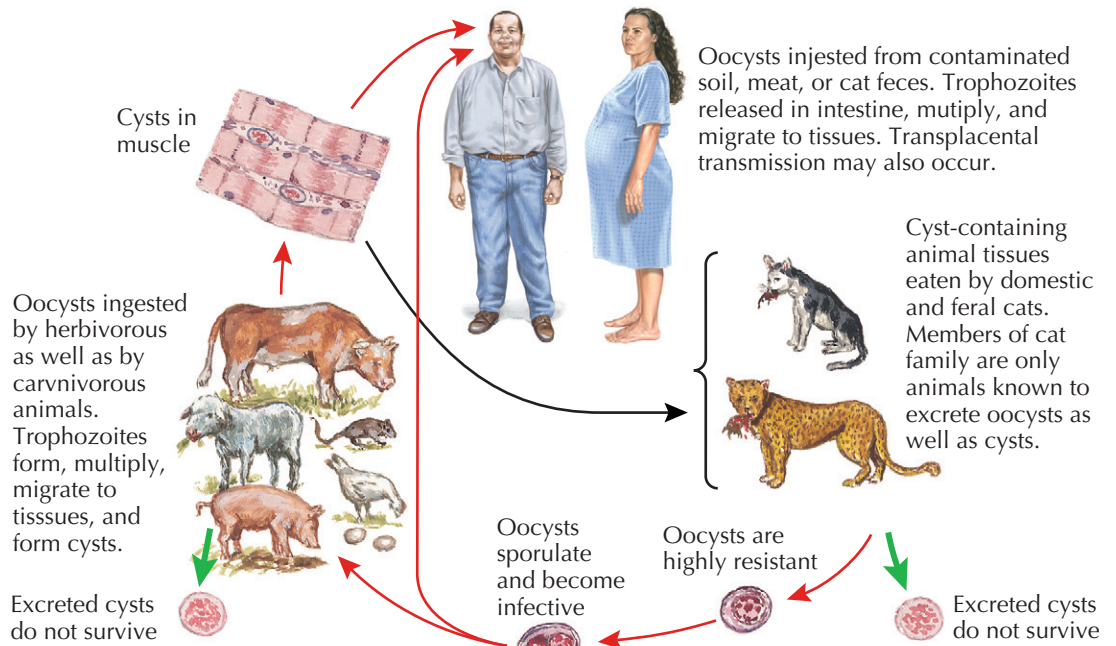 Oocysts injected from contaminated
soil, meat, or cat feces. Trophozoites
released in intestine, mutiply, and
migrate to tissues. Transplacental
transmission may also occur.
Cysts in
muscle
Cyst-containing
animal tissues
eaten by domestic
and feral cats.
Members of cat
family are only
animals known to
excrete oocysts as
well as cysts.
Oocysts ingested
by herbivorous
as well as by
carvnivorous
animals.
Trophozoites
form, multiply,
migrate to
tisssues, and
form cysts.
Oocysts
sporulate
and become
infective
Oocysts are
highly resistant
Excreted cysts
do not survive
Excreted cysts
do not survive